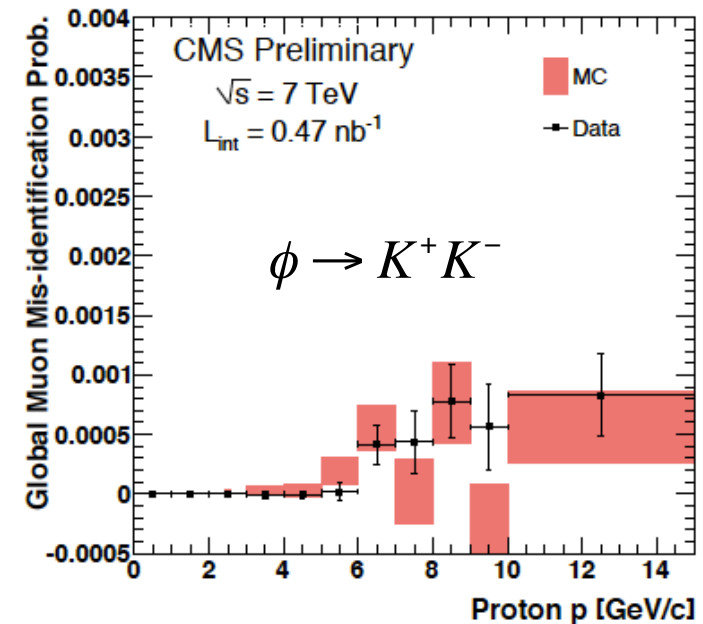 CMS Preliminary
√s = 7 TeV
L_int = 0.47 nb⁻¹
MC
Data
ϕ → K⁺K⁻
Global Muon Mis-identification Prob.
0.004
0.0035
0.003
0.0025
0.002
0.0015
0.001
0.0005
0
-0.0005
0 2 4 6 8 10 12 14
Proton p [GeV/c]